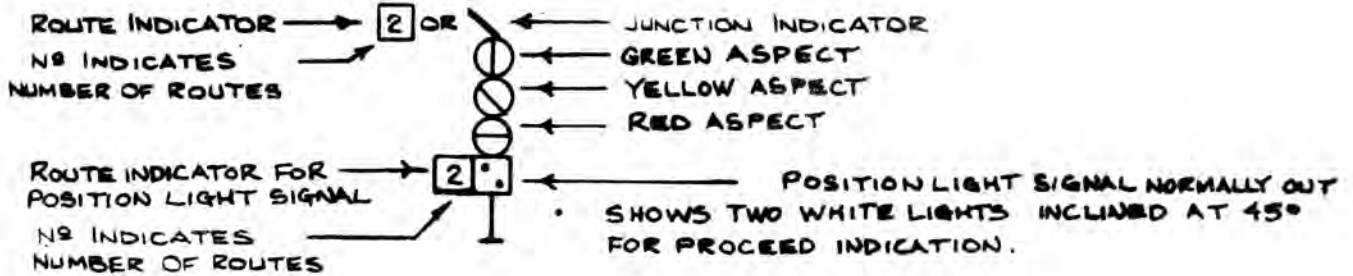 ROUTE INDICATOR
2 OR
JUNCTION INDICATOR
Nº INDICATES
NUMBER OF ROUTES
GREEN ASPECT
YELLOW ASPECT
RED ASPECT
ROUTE INDICATOR FOR
POSITION LIGHT SIGNAL
2
Nº INDICATES
NUMBER OF ROUTES
POSITION LIGHT SIGNAL NORMALLY OUT
SHOWS TWO WHITE LIGHTS INCLINED AT 45°
FOR PROCEED INDICATION.